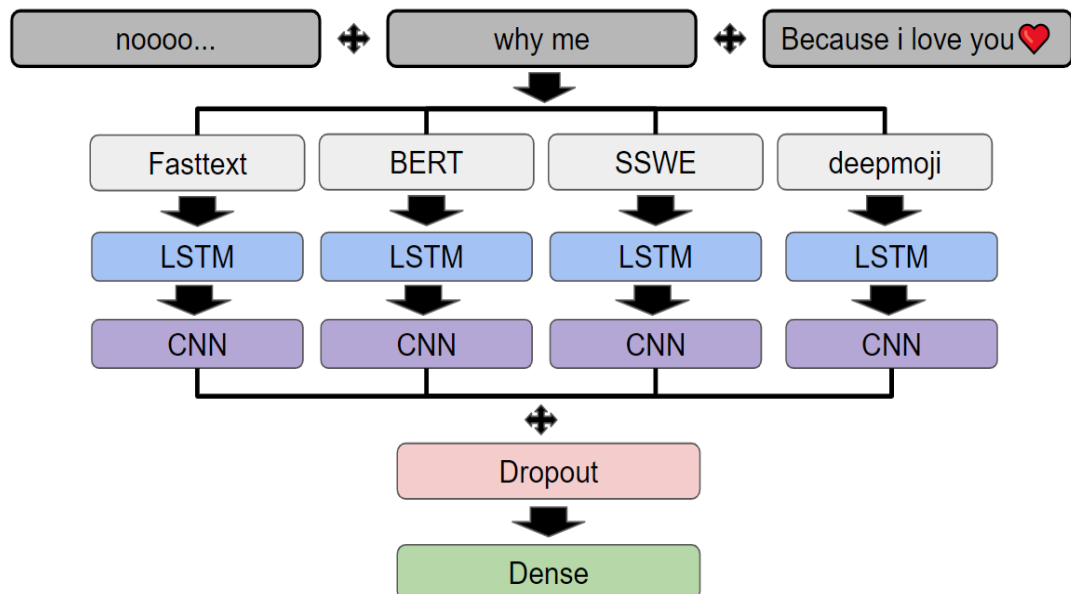 noooo...
why me
Because i love you❤️
Fasttext
BERT
SSWE
deepmoji
LSTM
LSTM
LSTM
LSTM
CNN
CNN
CNN
CNN
Dropout
Dense